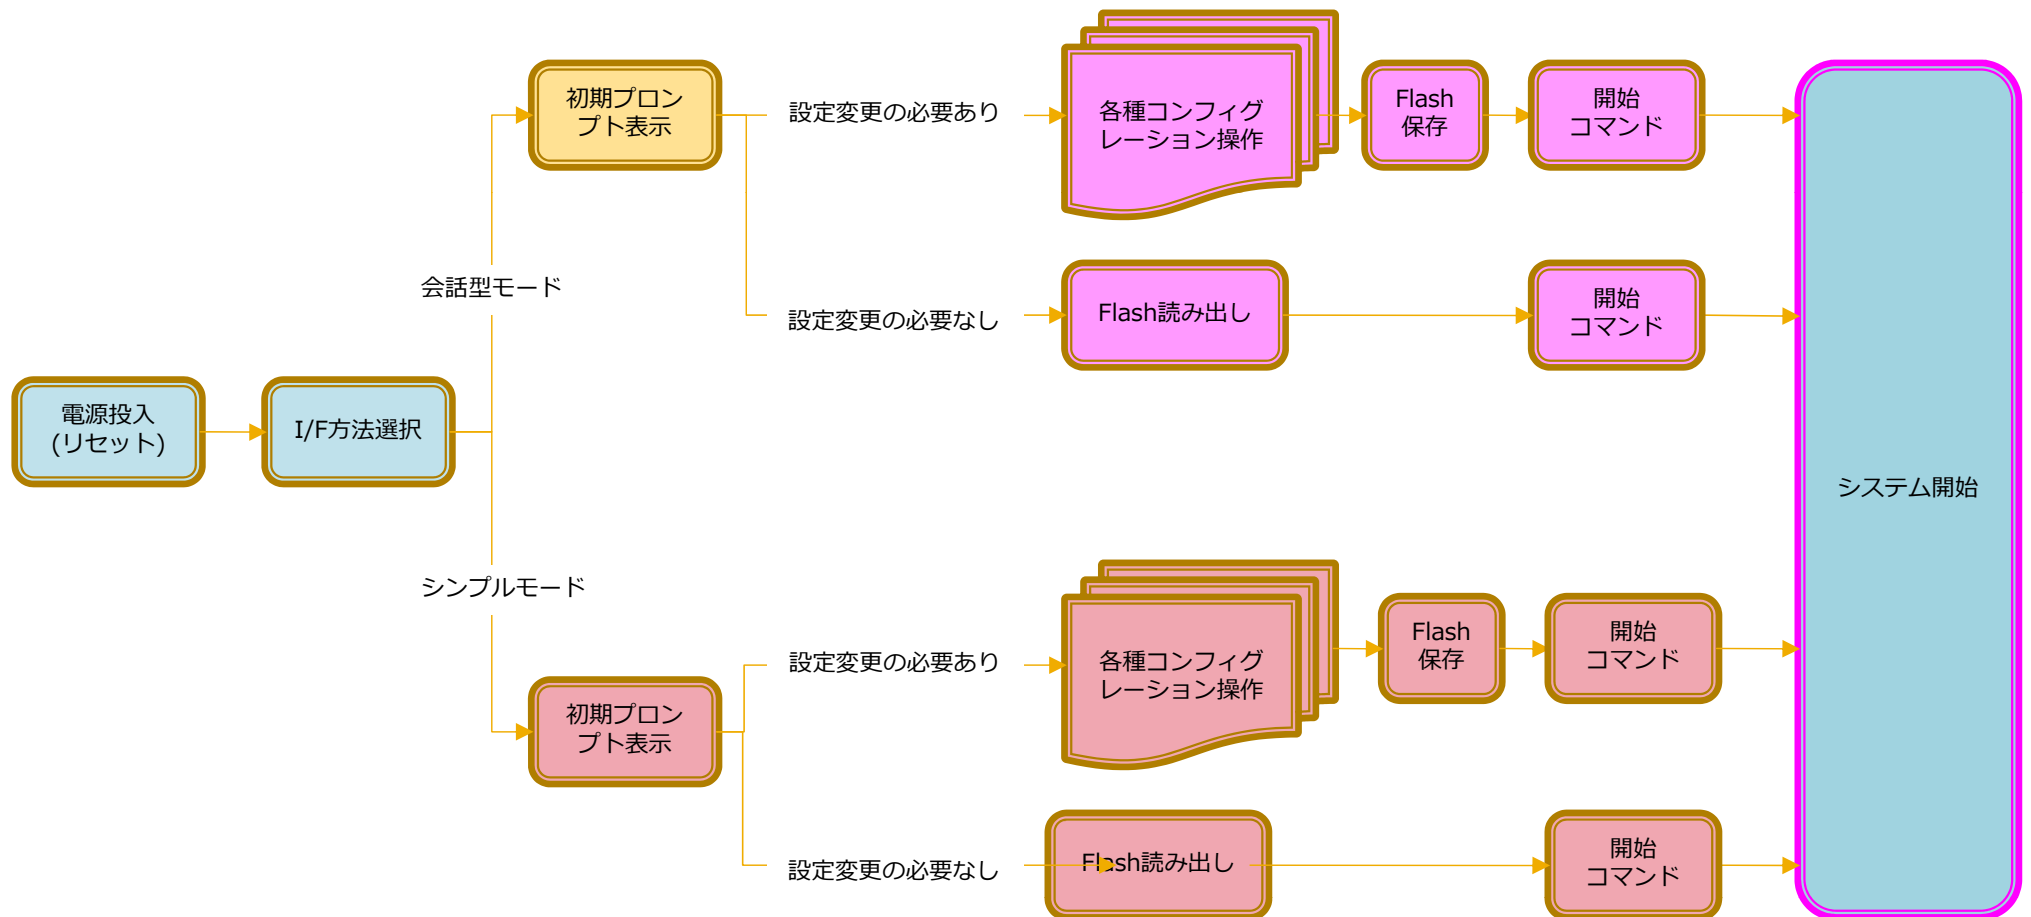 初期プロン
プト表示
設定変更の必要あり
各種コンフィグ
レーション操作
Flash
保存
開始
コマンド
会話型モード
設定変更の必要なし
Flash読み出し
開始
コマンド
電源投入
(リセット)
I/F方法選択
システム開始
シンプルモード
初期プロン
プト表示
設定変更の必要あり
各種コンフィグ
レーション操作
Flash
保存
開始
コマンド
設定変更の必要なし
Flash読み出し
開始
コマンド